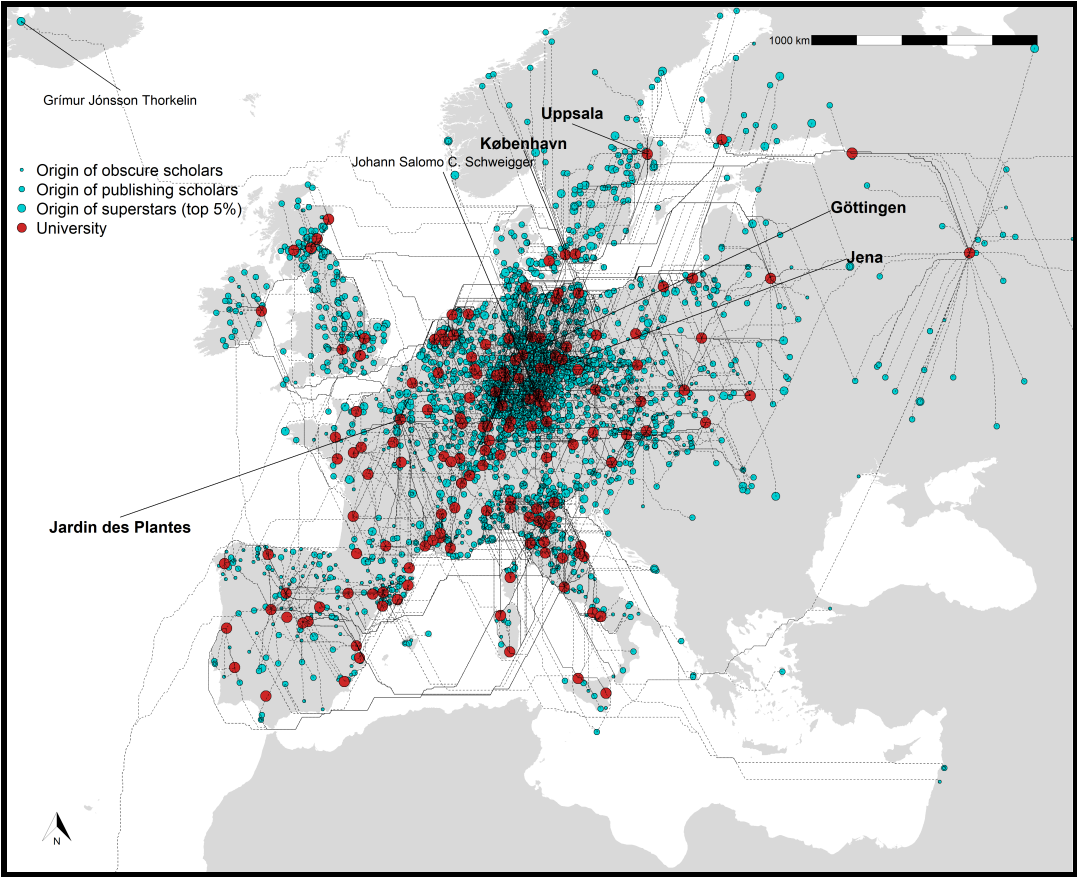 1000 km
Grímur Jónsson Thorkelin
Uppsala
København
Johann Salomo C. Schweigger
Origin of obscure scholars
Origin of publishing scholars
Origin of superstars (top 5%)
University
Göttingen
Jena
Jardin des Plantes
N